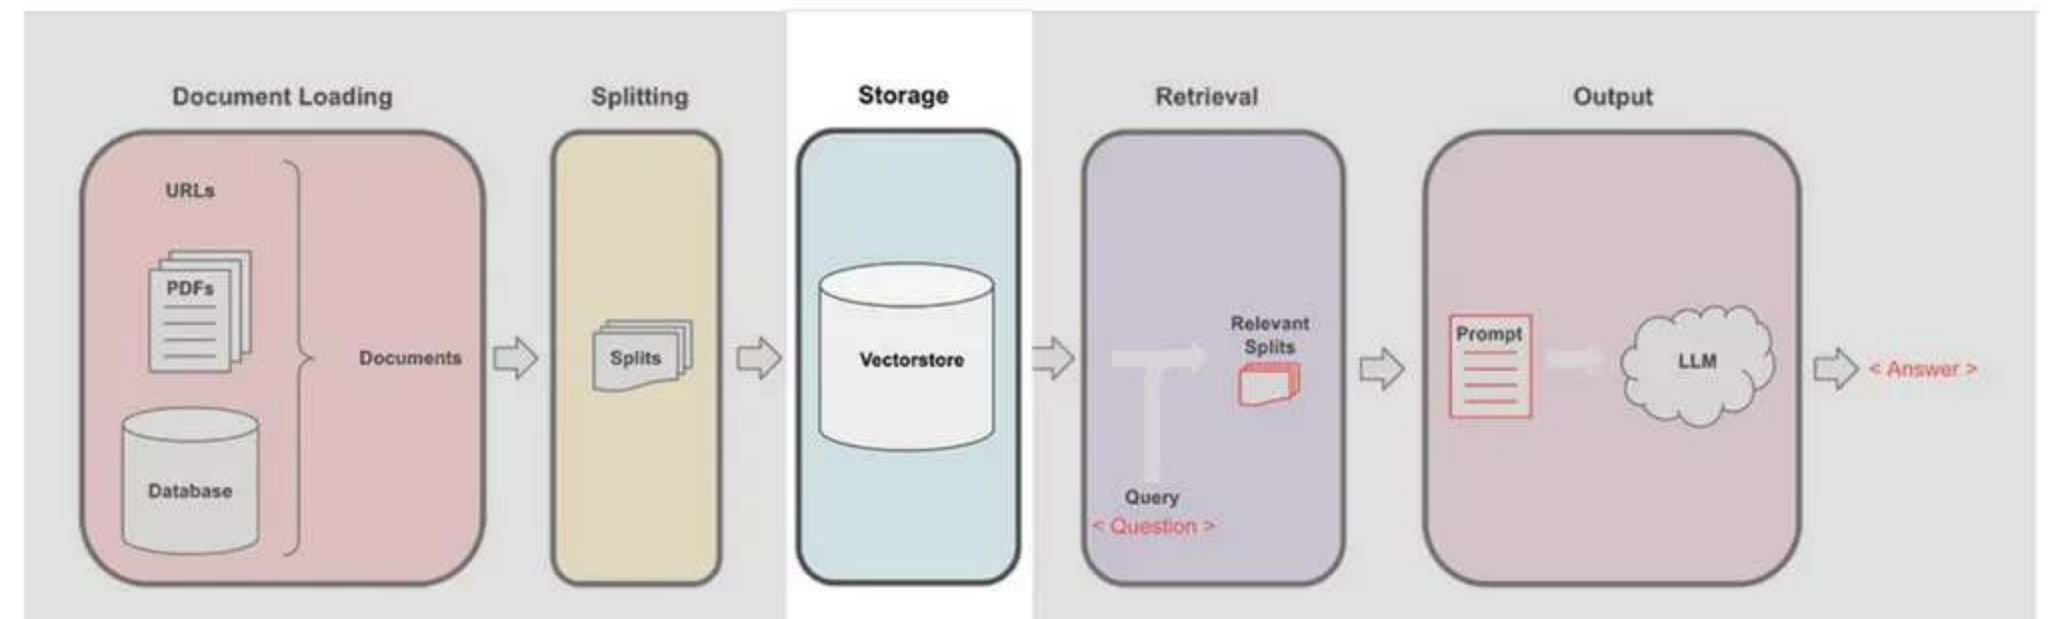 Document Loading
Splitting
Storage
Retrieval
Output
URLs
PDFs
Documents
Database
Splits
Vectorstore
Relevant
Splits
Query
< Question >
Prompt
LLM
< Answer >